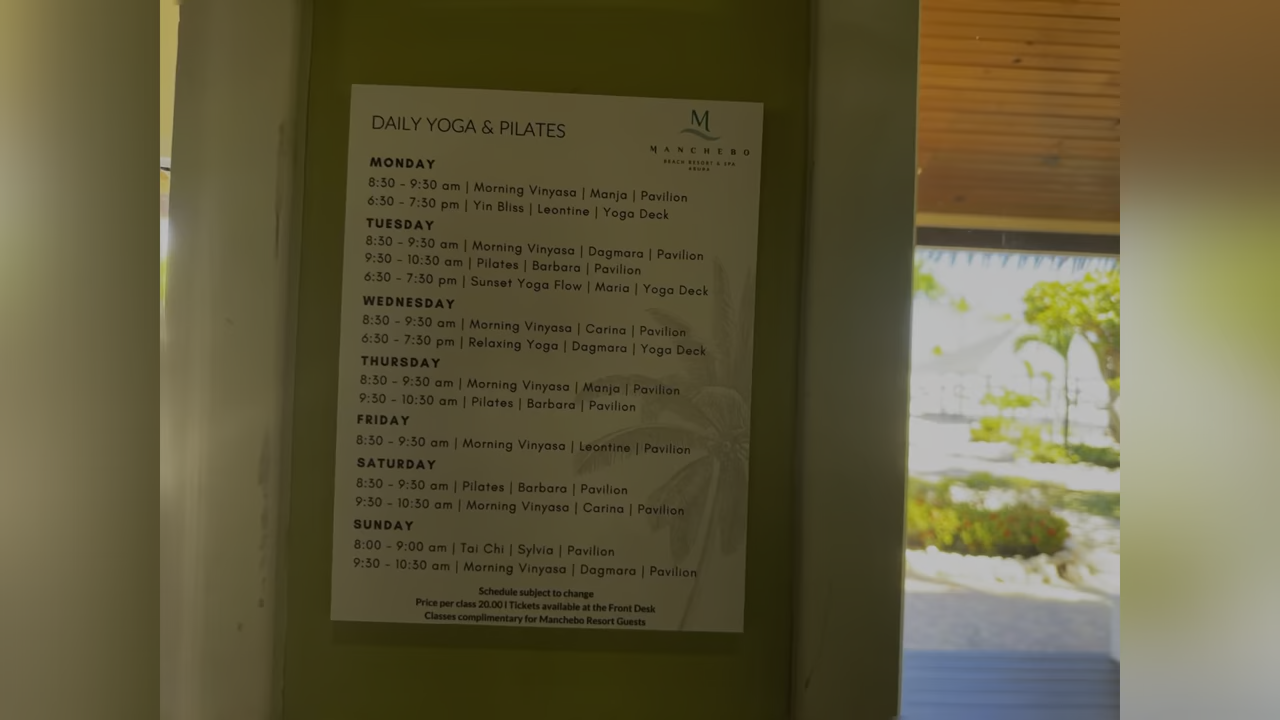 DAILY YOGA & PILATES
M
MANCHEBO
BEACH RESORT & SPA
ARUBA
MONDAY
8:30 - 9:30 am | Morning Vinyasa | Manja | Pavilion
6:30 - 7:30 pm | Yin Bliss | Leontine | Yoga Deck
TUESDAY
8:30 - 9:30 am | Morning Vinyasa | Dagmara | Pavilion
9:30 - 10:30 am | Pilates | Barbara | Pavilion
6:30 - 7:30 pm | Sunset Yoga Flow | Maria | Yoga Deck
WEDNESDAY
8:30 - 9:30 am | Morning Vinyasa | Carina | Pavilion
6:30 - 7:30 pm | Relaxing Yoga | Dagmara | Yoga Deck
THURSDAY
8:30 - 9:30 am | Morning Vinyasa | Manja | Pavilion
9:30 - 10:30 am | Pilates | Barbara | Pavilion
FRIDAY
8:30 - 9:30 am | Morning Vinyasa | Leontine | Pavilion
SATURDAY
8:30 - 9:30 am | Pilates | Barbara | Pavilion
9:30 - 10:30 am | Morning Vinyasa | Carina | Pavilion
SUNDAY
8:00 - 9:00 am | Tai Chi | Sylvia | Pavilion
9:30 - 10:30 am | Morning Vinyasa | Dagmara | Pavilion
Schedule subject to change
Price per class 20.00 I Tickets available at the Front Desk
Classes complimentary for Manchebo Resort Guests